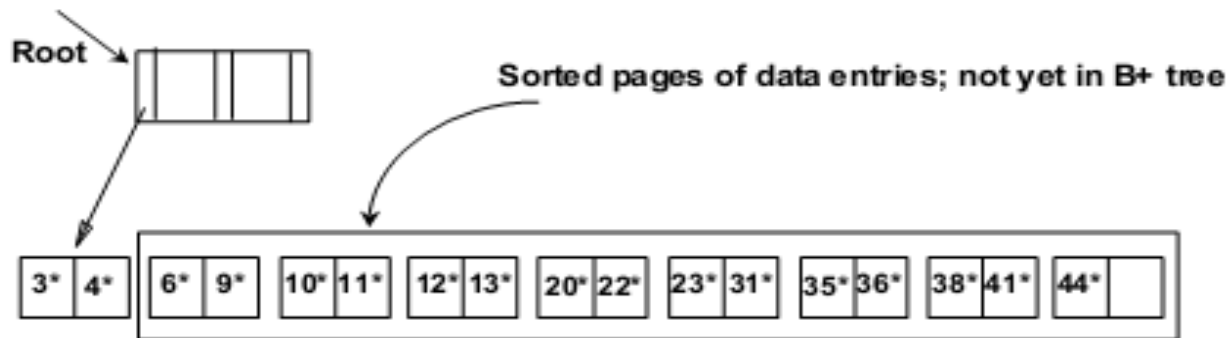 Root
Sorted pages of data entries; not yet in B+ tree
3* 4* 6* 9* 10* 11* 12* 13* 20* 22* 23* 31* 35* 36* 38* 41* 44*